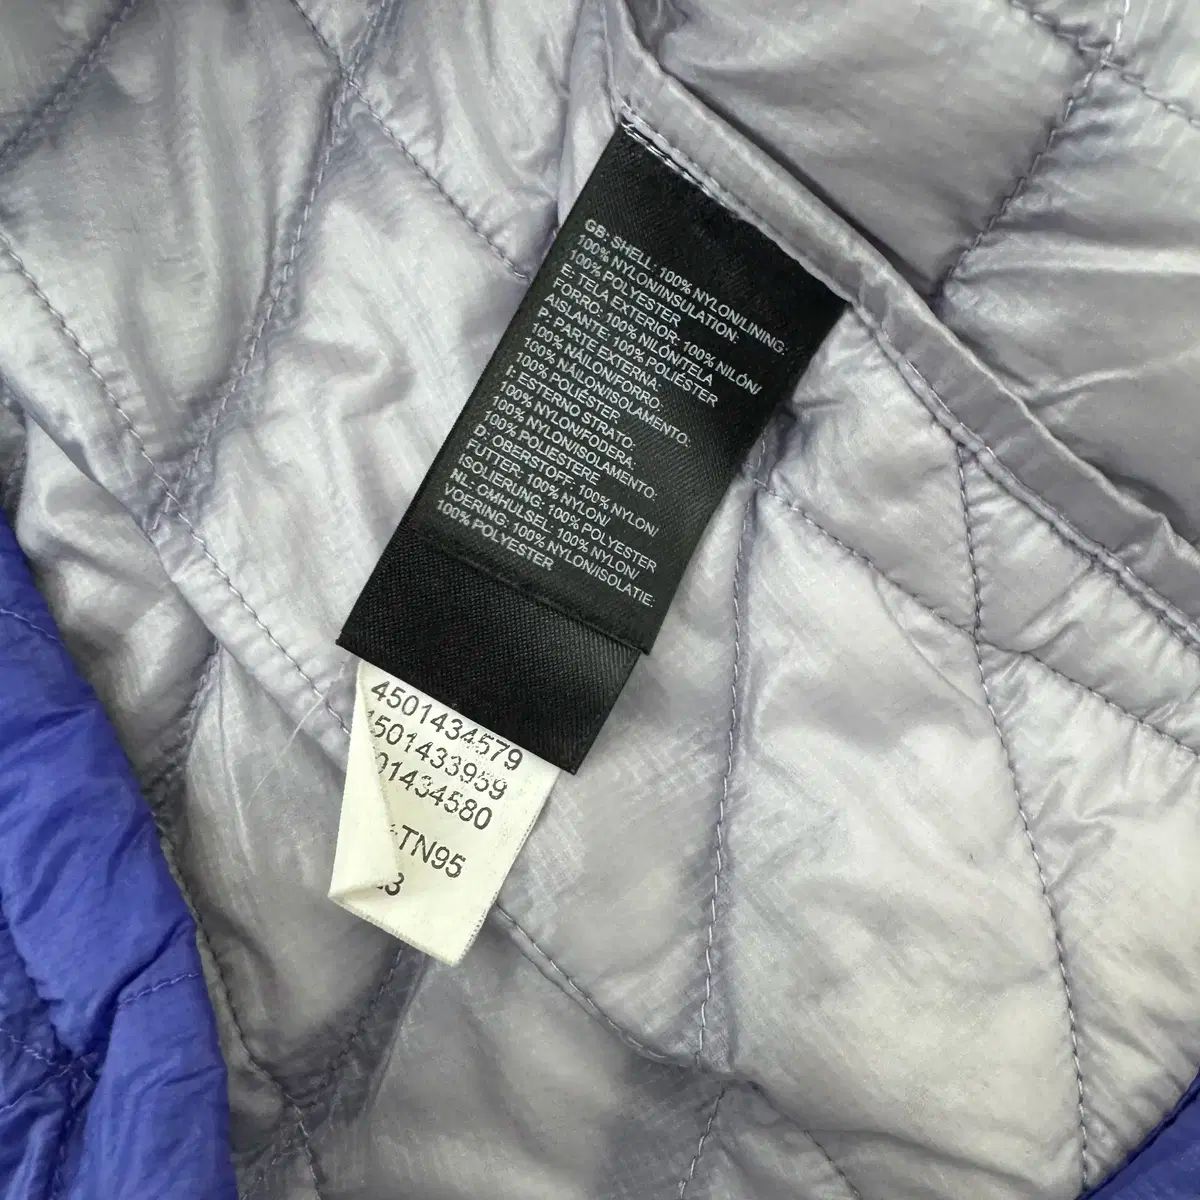 GB: SHELL: 100% NYLON/LINING:
100% NYLON/INSULATION:
100% POLYESTER
E: TELA EXTERIOR: 100% NILÓN/
FORRO: 100% NILÓN/TELA
AISLANTE: 100% POLIÉSTER
P: PARTE EXTERNA:
100% NÁILON/FORRO:
100% NÁILON/ISOLAMENTO:
100% POLIÉSTER
I: ESTERNO STRATO:
100% NYLON/FODERA:
100% NYLON/ISOLAMENTO:
100% POLIESTERE
D: OBERSTOFF: 100% NYLON/
FUTTER: 100% NYLON/
ISOLIERUNG: 100% POLYESTER
NL: OMHULSEL: 100% NYLON/
VOERING: 100% NYLON/ISOLATIE:
100% POLYESTER
4501434579
1501433959
01434580
TN95
3